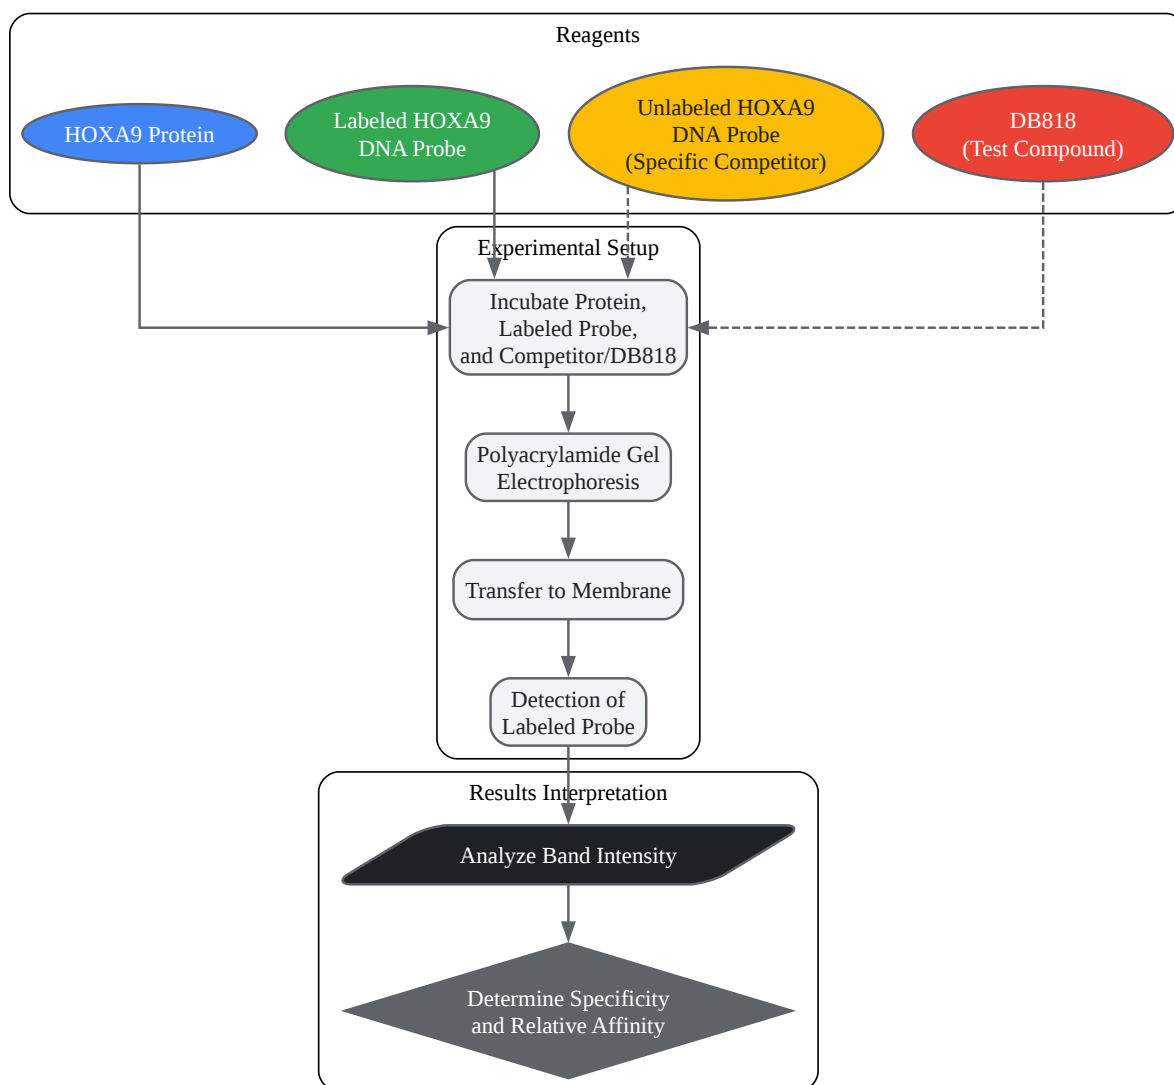 Reagents
HOXA9 Protein
Labeled HOXA9
DNA Probe
Unlabeled HOXA9
DNA Probe
(Specific Competitor)
DB818
(Test Compound)
Experimental Setup
Incubate Protein,
Labeled Probe,
and Competitor/DB818
Polyacrylamide Gel
Electrophoresis
Transfer to Membrane
Detection of
Labeled Probe
Results Interpretation
Analyze Band Intensity
Determine Specificity
and Relative Affinity